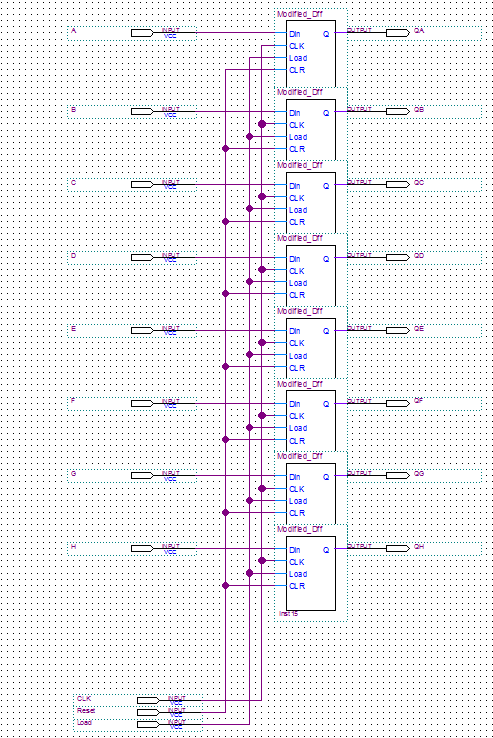 Modified_Dff
A INPUT VCC Din Q OUTPUT QA
CLK
Load
CLR
Modified_Dff
B INPUT VCC Din Q OUTPUT QB
CLK
Load
CLR
Modified_Dff
C INPUT VCC Din Q OUTPUT QC
CLK
Load
CLR
Modified_Dff
D INPUT VCC Din Q OUTPUT QD
CLK
Load
CLR
Modified_Dff
E INPUT VCC Din Q OUTPUT QE
CLK
Load
CLR
Modified_Dff
F INPUT VCC Din Q OUTPUT QF
CLK
Load
CLR
Modified_Dff
G INPUT VCC Din Q OUTPUT QG
CLK
Load
CLR
Modified_Dff
H INPUT VCC Din Q OUTPUT QH
CLK
Load
CLR
inst15
CLK INPUT VCC
Reset INPUT VCC
Load INPUT VCC